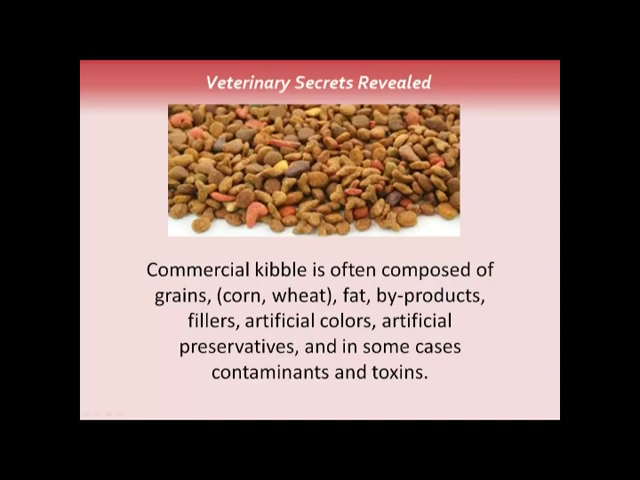 Veterinary Secrets Revealed
Commercial kibble is often composed of
grains, (corn, wheat), fat, by-products,
fillers, artificial colors, artificial
preservatives, and in some cases
contaminants and toxins.